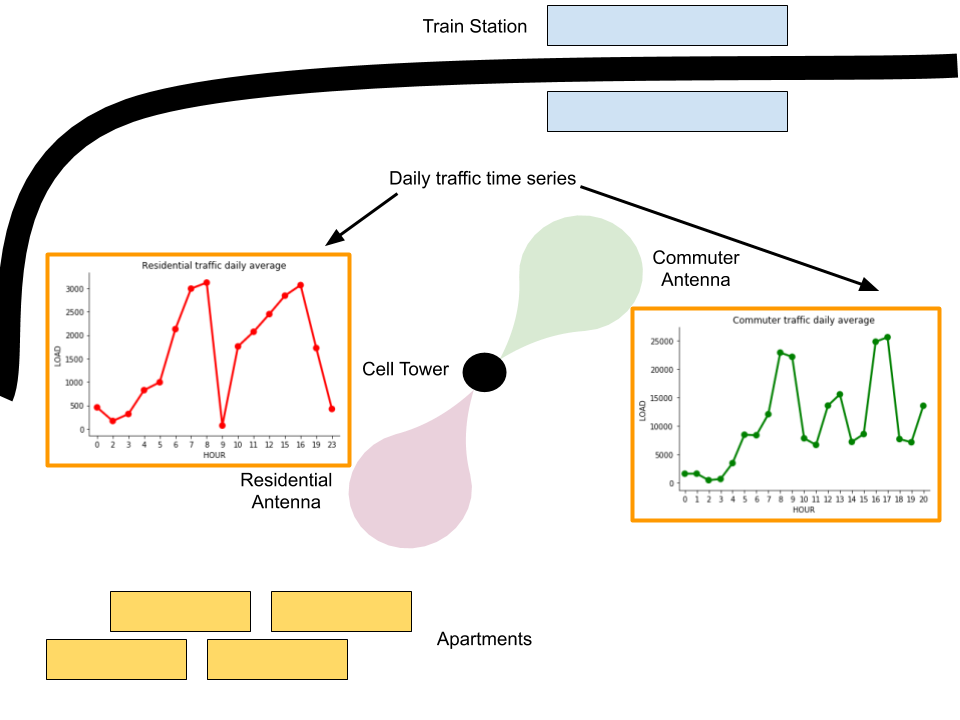 Train Station
Daily traffic time series
Commuter
Antenna
Residential traffic daily average
3000
2500
2000
1500
1000
500
0
LOAD
0 2 3 4 5 6 7 8 9 10 11 12 15 16 19 23
HOUR
Cell Tower
Commuter traffic daily average
25000
20000
15000
10000
5000
0
LOAD
0 1 2 3 4 5 6 7 8 9 10 11 12 13 14 15 16 17 18 19 20
HOUR
Residential
Antenna
Apartments